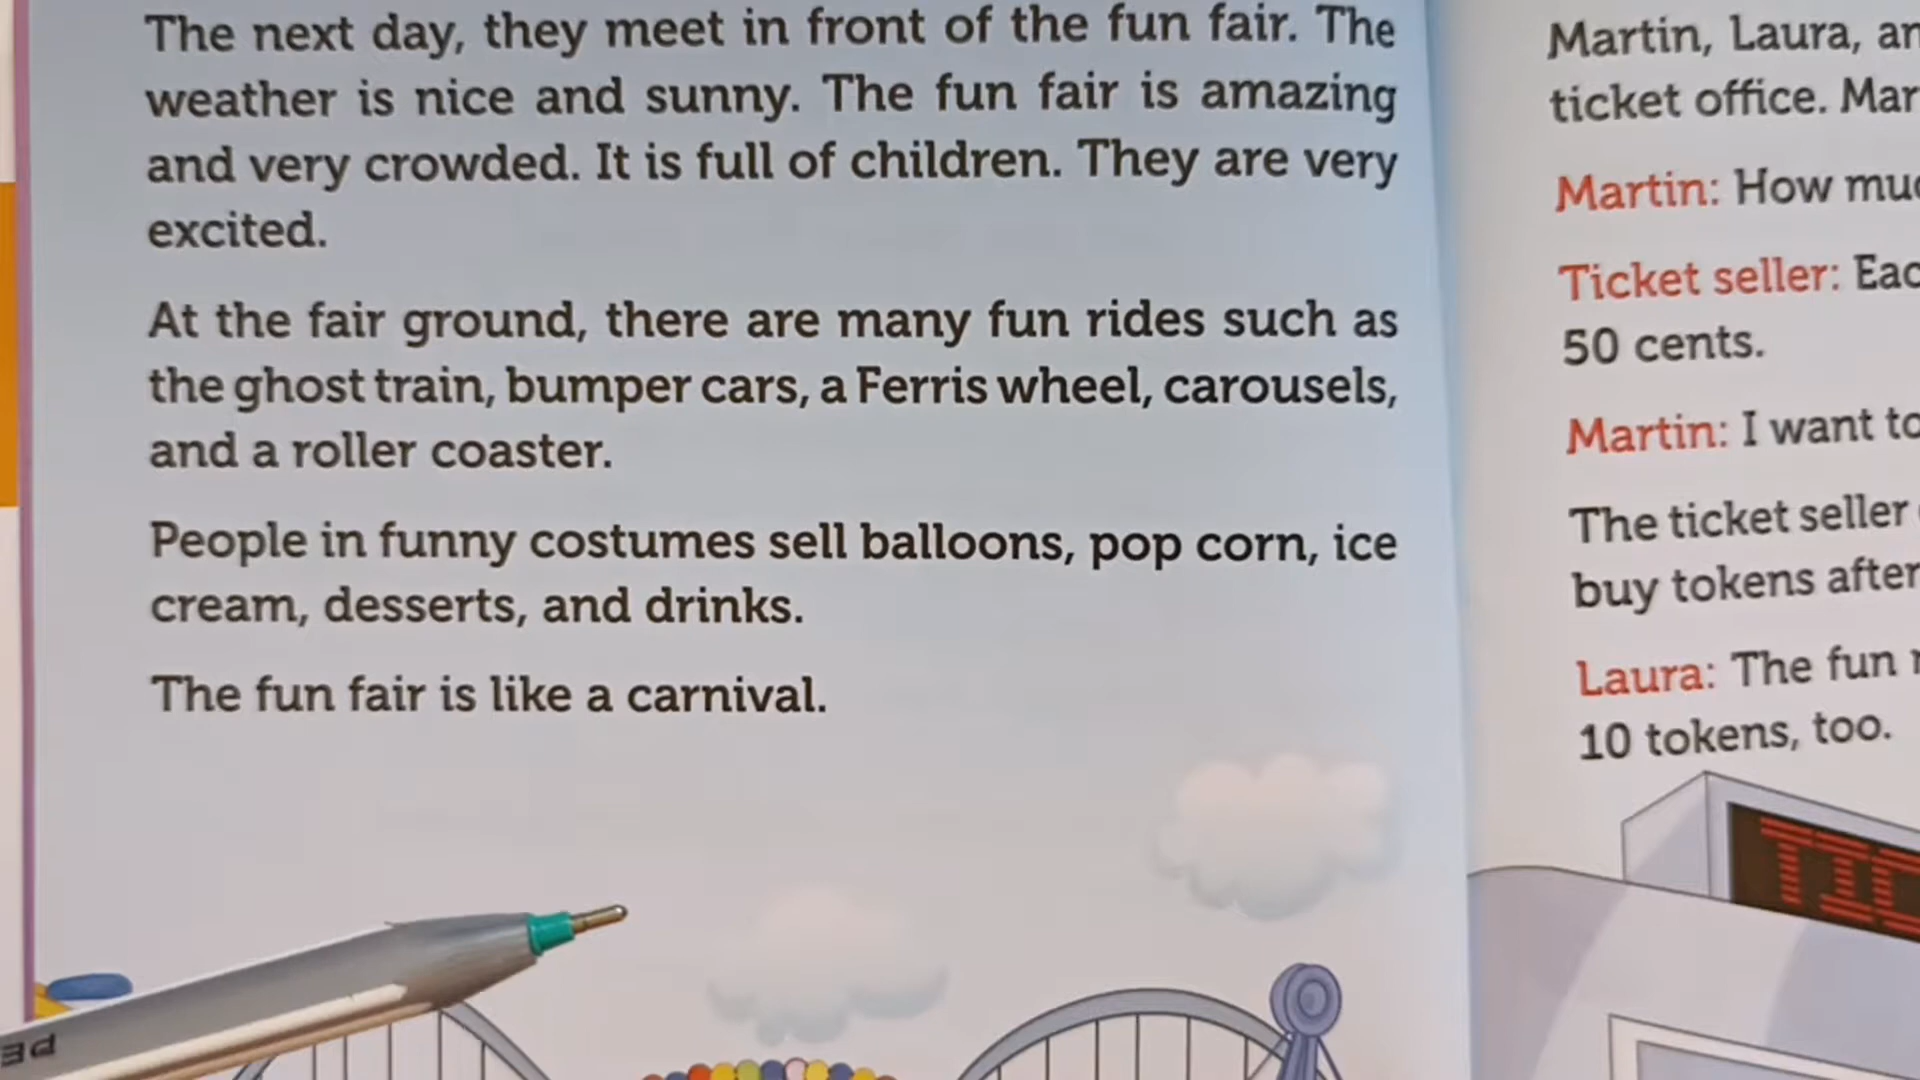 The next day, they meet in front of the fun fair. The
weather is nice and sunny. The fun fair is amazing
and very crowded. It is full of children. They are very
excited.
At the fair ground, there are many fun rides such as
the ghost train, bumper cars, a Ferris wheel, carousels,
and a roller coaster.
People in funny costumes sell balloons, pop corn, ice
cream, desserts, and drinks.
The fun fair is like a carnival.
Martin, Laura,
ticket office.
Martin: How
Ticket seller:
50 cents.
Martin: I want
The ticket seller
buy tokens
Laura: The fun
10 tokens, too.